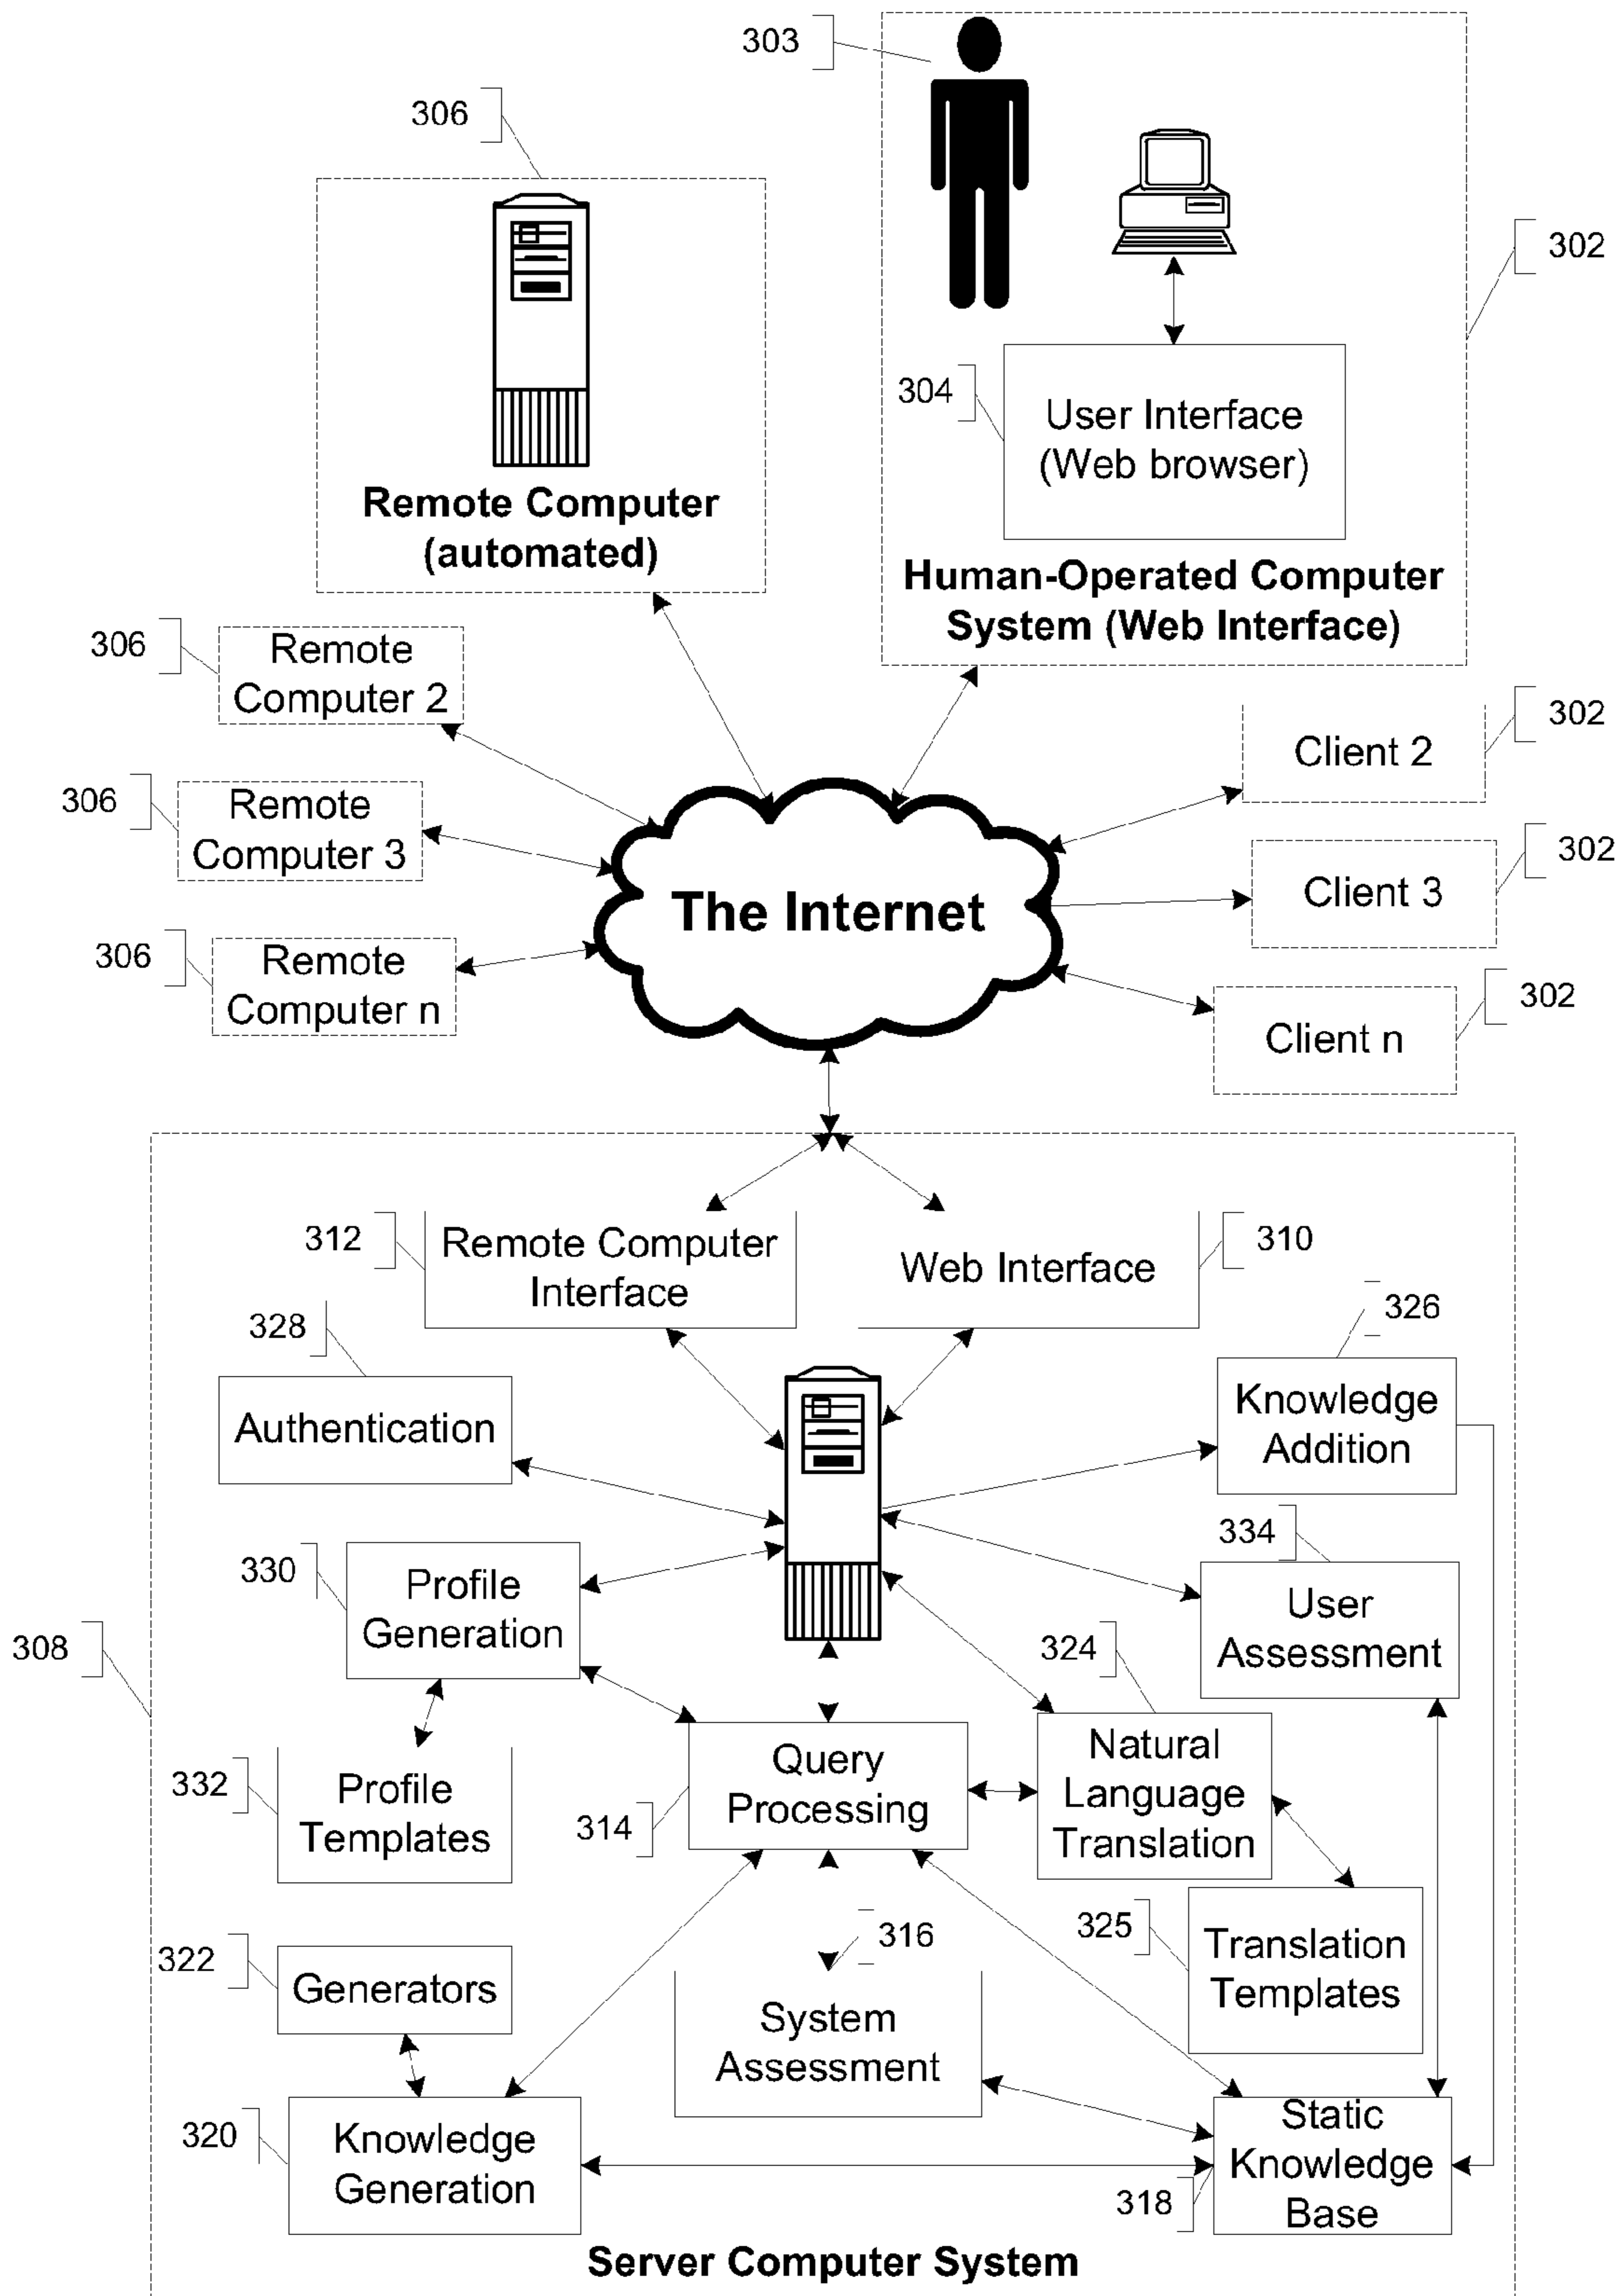 303
306
302
304
User Interface
(Web browser)
Remote Computer
(automated)
Human-Operated Computer
System (Web Interface)
306
Remote
Computer 2
302
Client 2
306
Remote
Computer 3
302
Client 3
The Internet
306
Remote
Computer n
302
Client n
312
Remote Computer
Interface
Web Interface
310
328
326
Authentication
Knowledge
Addition
334
330
Profile
Generation
User
Assessment
308
324
332
Profile
Templates
314
Query
Processing
Natural
Language
Translation
316
325
Translation
Templates
322
Generators
System
Assessment
320
Knowledge
Generation
318
Static
Knowledge
Base
Server Computer System